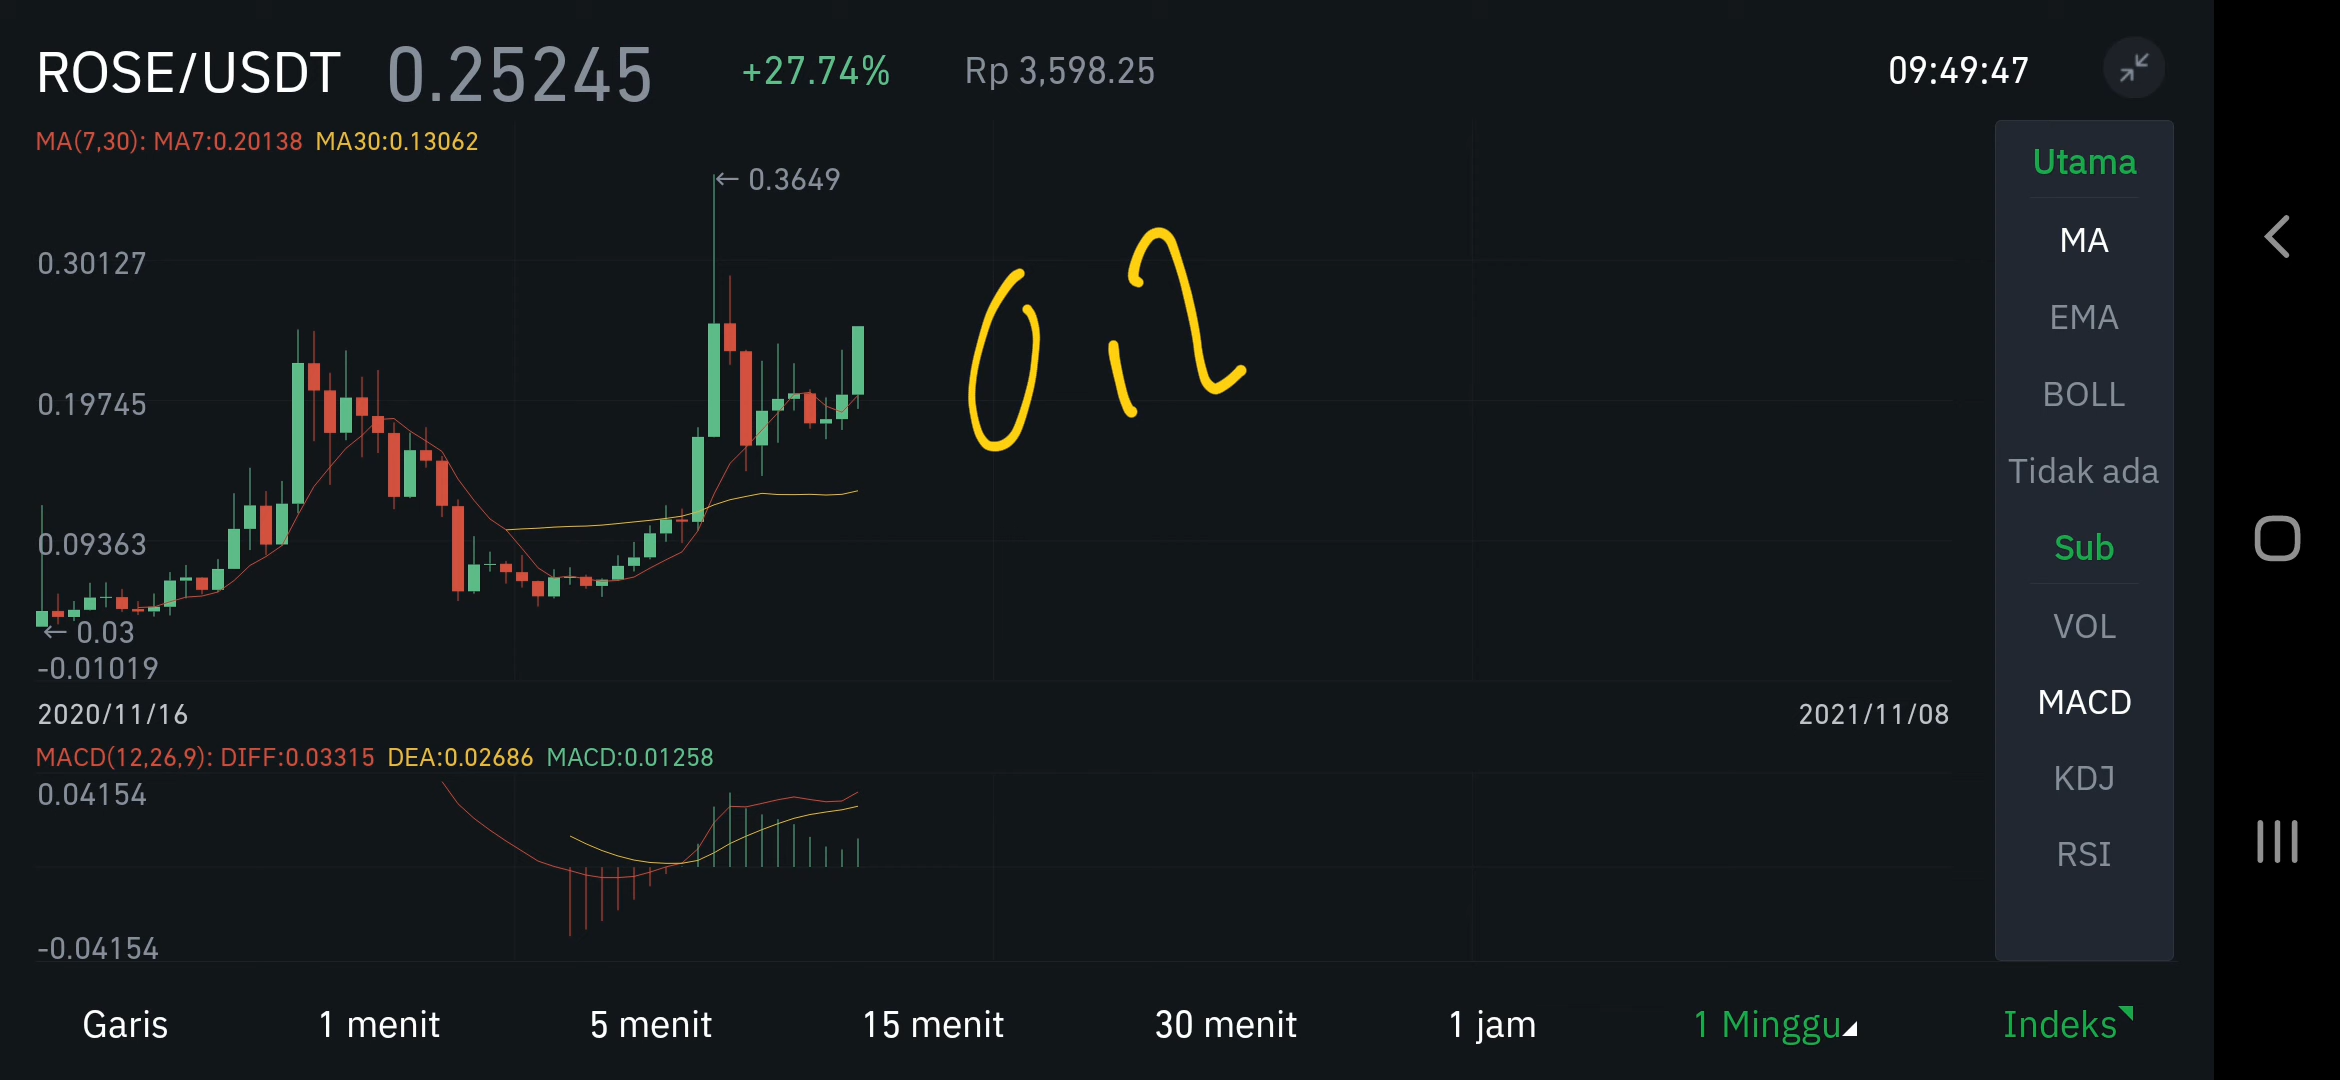 ROSE/USDT 0.25245 +27.74% Rp 3,598.25 09:49:47
MA(7,30): MA7:0.20138 MA30:0.13062
Utama
← 0.3649
MA
0.30127
0.2
EMA
0.19745
BOLL
Tidak ada
0.09363
Sub
← 0.03
VOL
-0.01019
2020/11/16 2021/11/08
MACD
MACD(12,26,9): DIFF:0.03315 DEA:0.02686 MACD:0.01258
0.04154
KDJ
RSI
-0.04154
Garis 1 menit 5 menit 15 menit 30 menit 1 jam 1 Minggu Indeks